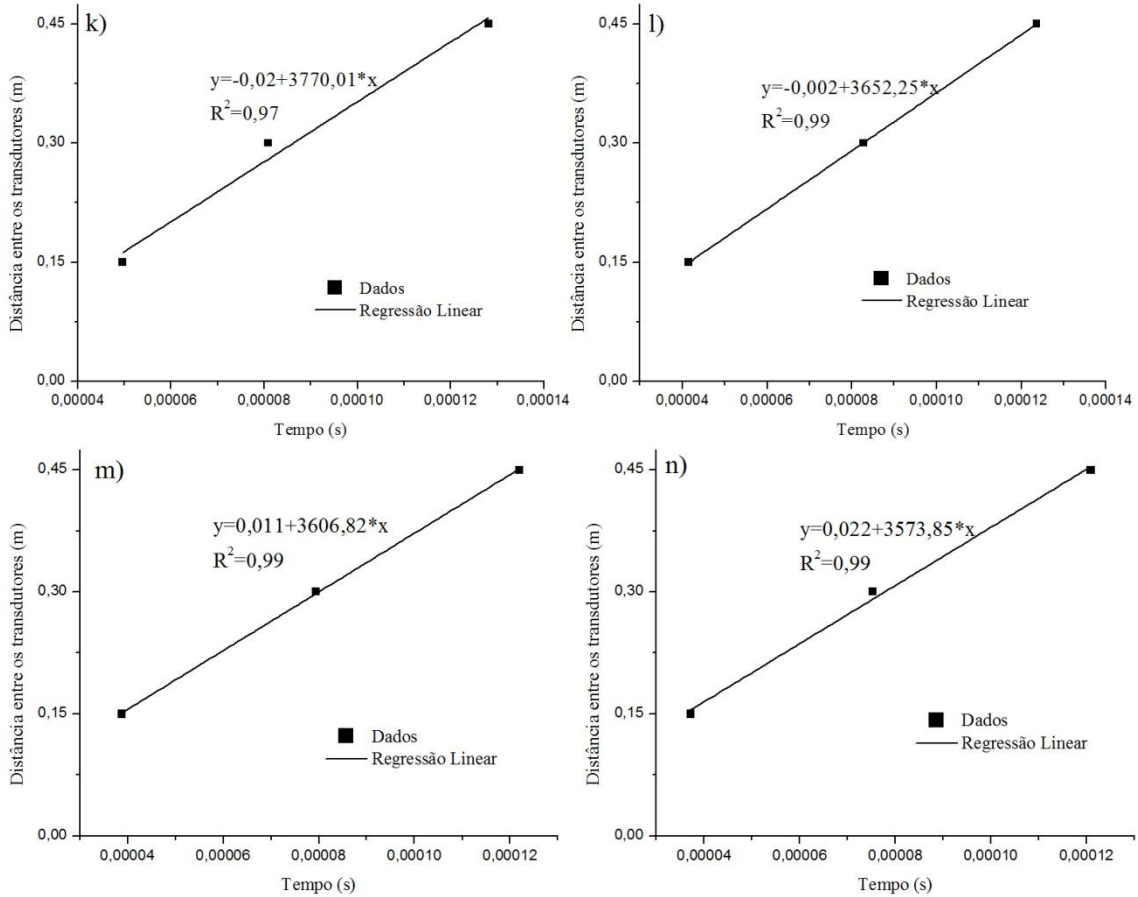 k)
0,45
0,30
0,15
0,00
Distância entre os transdutores (m)
y=-0,02+3770,01*x
R²=0,97
Dados
Regressão Linear
0,00004 0,00006 0,00008 0,00010 0,00012 0,00014
Tempo (s)
l)
0,45
0,30
0,15
0,00
Distância entre os transdutores (m)
y=-0,002+3652,25*x
R²=0,99
Dados
Regressão Linear
0,00004 0,00006 0,00008 0,00010 0,00012 0,00014
Tempo (s)
m)
0,45
0,30
0,15
0,00
Distância entre os transdutores (m)
y=0,011+3606,82*x
R²=0,99
Dados
Regressão Linear
0,00004 0,00006 0,00008 0,00010 0,00012
Tempo (s)
n)
0,45
0,30
0,15
0,00
Distância entre os transdutores (m)
y=0,022+3573,85*x
R²=0,99
Dados
Regressão Linear
0,00004 0,00006 0,00008 0,00010 0,00012
Tempo (s)